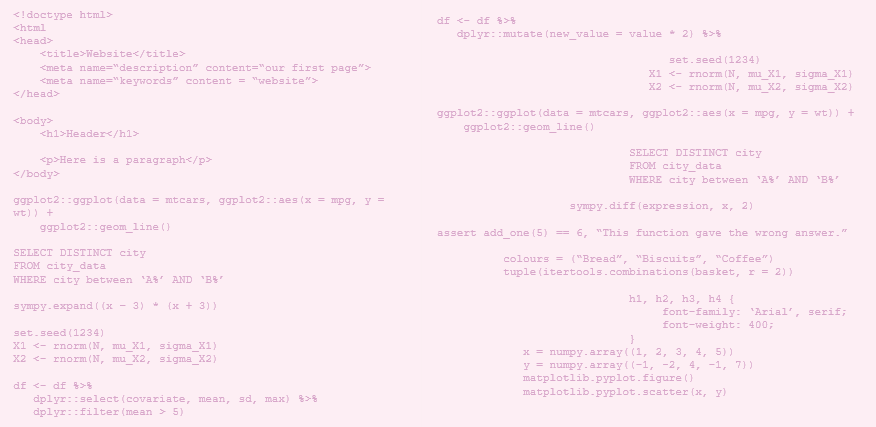 <!doctype html>
<html
<head>
<title>Website</title>
<meta name=“description” content=“our first page”>
<meta name=“keywords” content = “website”>
</head>
<body>
<h1>Header</h1>
<p>Here is a paragraph</p>
</body>
ggplot2::ggplot(data = mtcars, ggplot2::aes(x = mpg, y =
wt)) +
ggplot2::geom_line()
SELECT DISTINCT city
FROM city_data
WHERE city between ‘A%’ AND ‘B%’
sympy.expand((x – 3) * (x + 3))
set.seed(1234)
X1 <- rnorm(N, mu_X1, sigma_X1)
X2 <- rnorm(N, mu_X2, sigma_X2)
df <- df %>%
dplyr::select(covariate, mean, sd, max) %>%
dplyr::filter(mean > 5)
df <- df %>%
dplyr::mutate(new_value = value * 2) %>%
set.seed(1234)
X1 <- rnorm(N, mu_X1, sigma_X1)
X2 <- rnorm(N, mu_X2, sigma_X2)
ggplot2::ggplot(data = mtcars, ggplot2::aes(x = mpg, y = wt)) +
ggplot2::geom_line()
SELECT DISTINCT city
FROM city_data
WHERE city between ‘A%’ AND ‘B%’
sympy.diff(expression, x, 2)
assert add_one(5) == 6, “This function gave the wrong answer.”
colours = (“Bread”, “Biscuits”, “Coffee”)
tuple(itertools.combinations(basket, r = 2))
h1, h2, h3, h4 {
font-family: ‘Arial’, serif;
font-weight: 400;
}
x = numpy.array((1, 2, 3, 4, 5))
y = numpy.array((-1, -2, 4, -1, 7))
matplotlib.pyplot.figure()
matplotlib.pyplot.scatter(x, y)